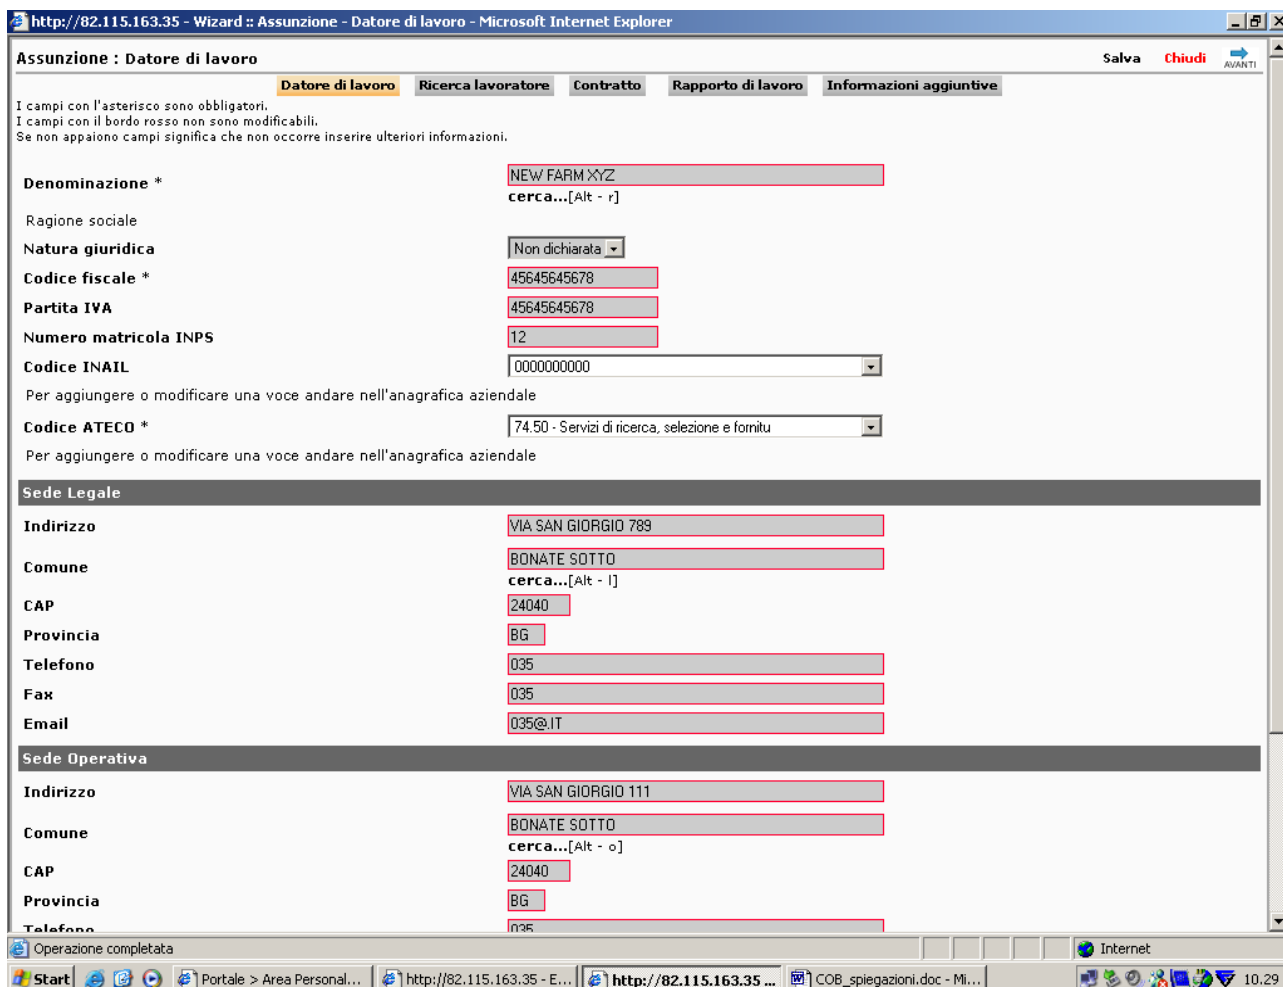 http://82.115.163.35 - Wizard :: Assunzione - Datore di lavoro - Microsoft Internet Explorer
Assunzione : Datore di lavoro
Salva Chiudi AVANTI
Datore di lavoro Ricerca lavoratore Contratto Rapporto di lavoro Informazioni aggiuntive
I campi con l'asterisco sono obbligatori.
I campi con il bordo rosso non sono modificabili.
Se non appaiono campi significa che non occorre inserire ulteriori informazioni.
Denominazione * NEW FARM XYZ
cerca...[Alt - r]
Ragione sociale
Natura giuridica Non dichiarata
Codice fiscale * 45645645678
Partita IVA 45645645678
Numero matricola INPS 12
Codice INAIL 0000000000
Per aggiungere o modificare una voce andare nell'anagrafica aziendale
Codice ATECO * 74.50 - Servizi di ricerca, selezione e fornitu
Per aggiungere o modificare una voce andare nell'anagrafica aziendale
Sede Legale
Indirizzo VIA SAN GIORGIO 789
Comune BONATE SOTTO
cerca...[Alt - l]
CAP 24040
Provincia BG
Telefono 035
Fax 035
Email 035@.IT
Sede Operativa
Indirizzo VIA SAN GIORGIO 111
Comune BONATE SOTTO
cerca...[Alt - o]
CAP 24040
Provincia BG
Telefono 035
Operazione completata Internet
Start Portale > Area Personal... http://82.115.163.35 - E... http://82.115.163.35 ... COB_spiegazioni.doc - Mi... 10.29